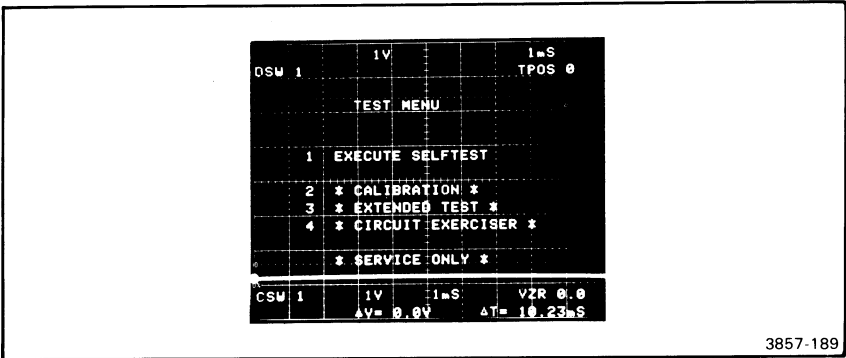 1V 1mS
DSW 1 TPOS 0
TEST MENU
1 EXECUTE SELFTEST
2 * CALIBRATION *
3 * EXTENDED TEST *
4 * CIRCUIT EXERCISER *
* SERVICE ONLY *
CSW 1 1V 1mS VZR 0.0
ΔV= 0.0V ΔT= 10.23mS
3857-189